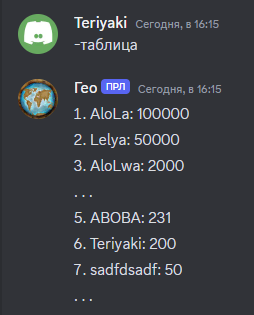 Teriyaki Сегодня, в 16:15
-таблица
Гео ПРЛ Сегодня, в 16:15
1. AloLa: 100000
2. Lelya: 50000
3. AloLwa: 2000
. . .
5. ABOBA: 231
6. Teriyaki: 200
7. sadfdsadf: 50
. . .